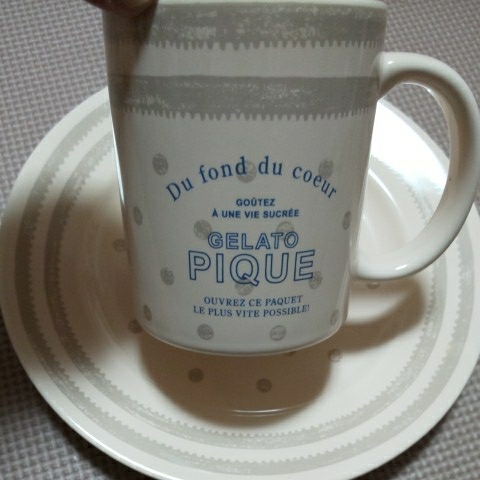 Du fond du coeur
GOÛTEZ
À UNE VIE SUCRÉE
GELATO
PIQUE
OUVREZ CE PAQUET
LE PLUS VITE POSSIBLE!